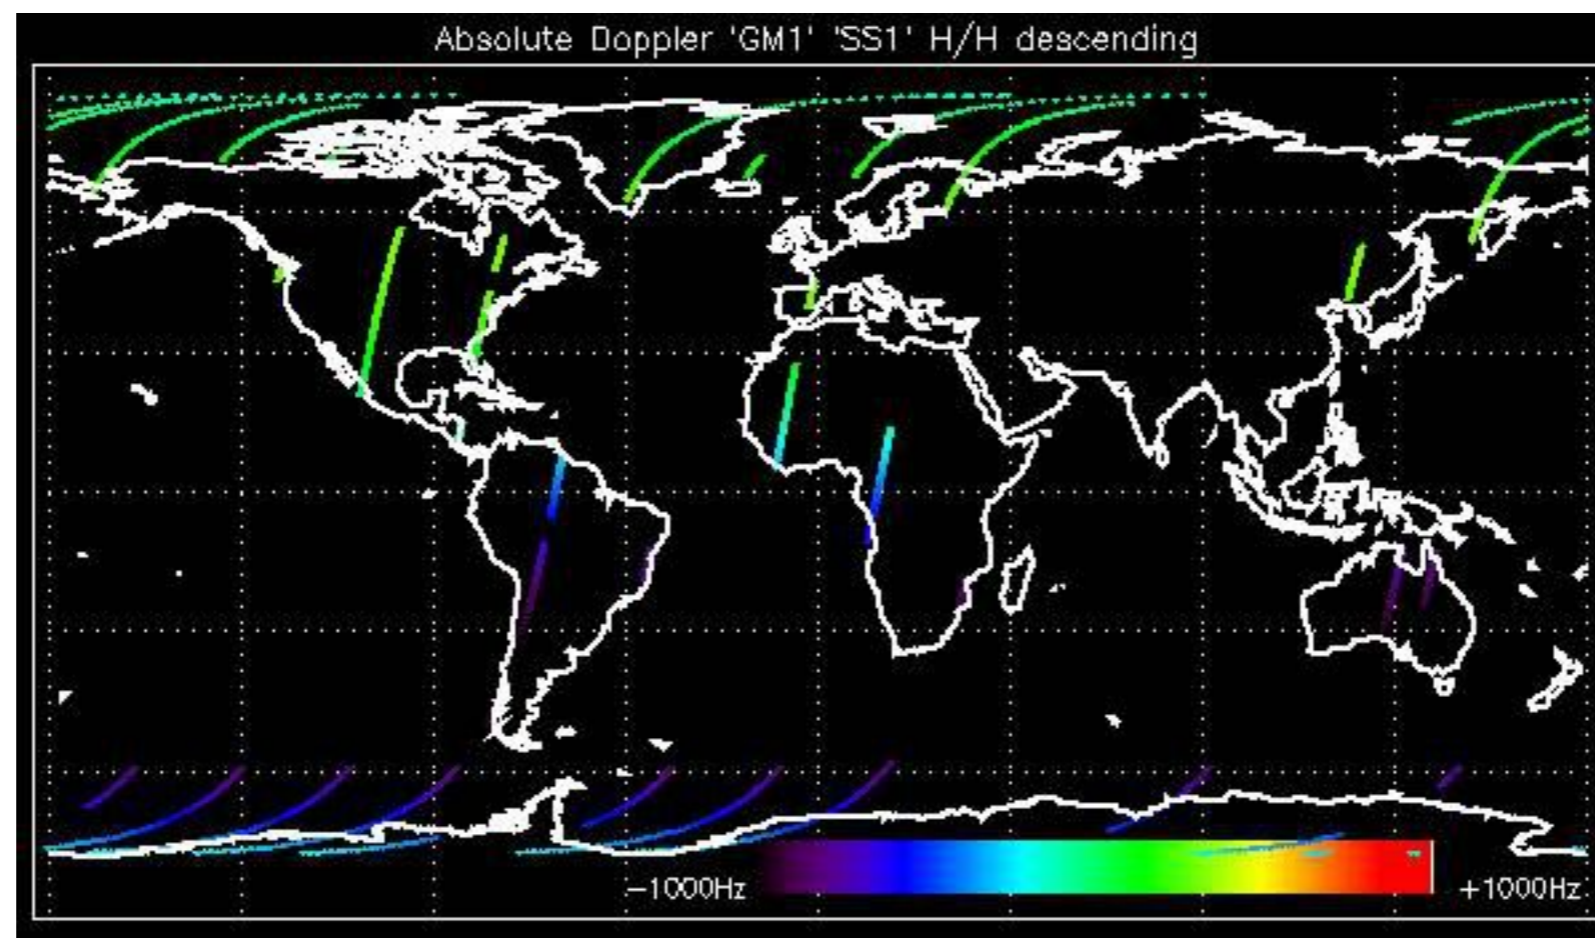 Absolute Doppler 'GM1' 'SS1' H/H descending
−1000Hz
+1000Hz